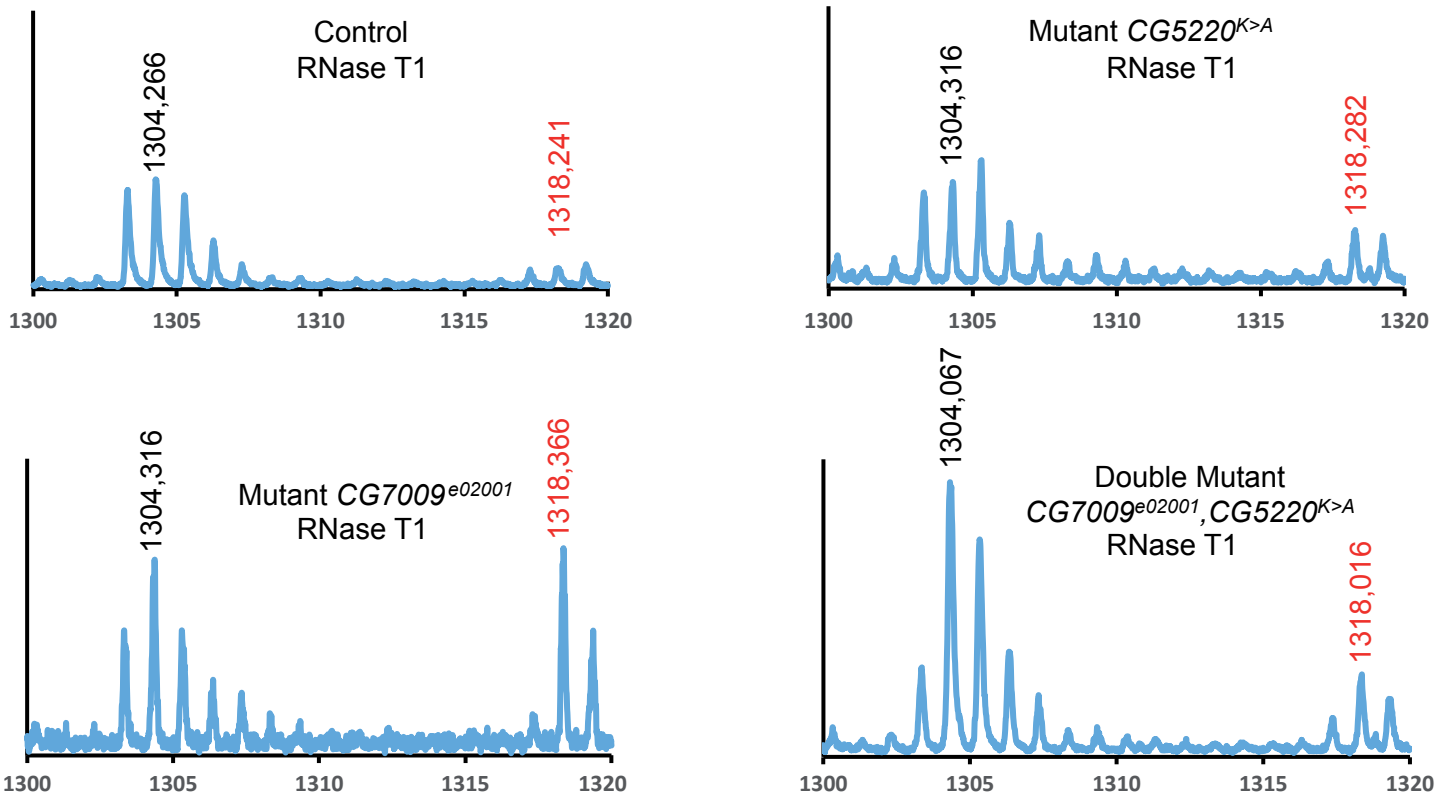 Control
RNase T1
1304,266
1318,241
1300 1305 1310 1315 1320
Mutant CG5220K>A
RNase T1
1304,316
1318,282
1300 1305 1310 1315 1320
Mutant CG7009e02001
RNase T1
1304,316
1318,366
1300 1305 1310 1315 1320
Double Mutant
CG7009e02001,CG5220K>A
RNase T1
1304,067
1318,016
1300 1305 1310 1315 1320